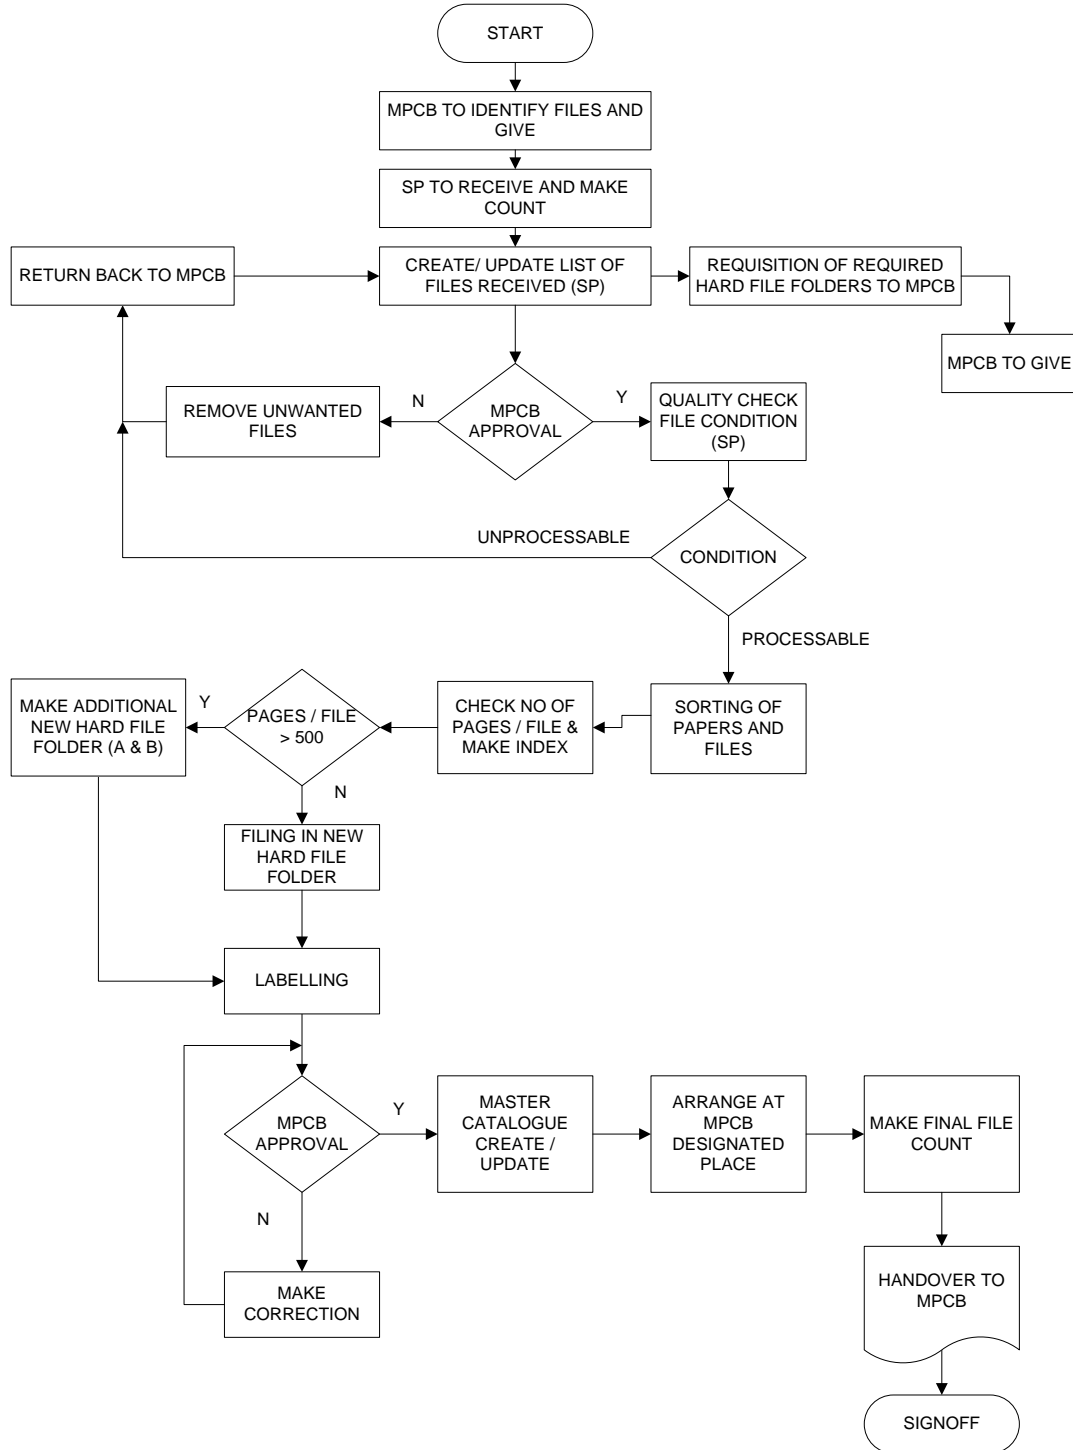 START
MPCB TO IDENTIFY FILES AND
GIVE
SP TO RECEIVE AND MAKE
COUNT
RETURN BACK TO MPCB
CREATE/ UPDATE LIST OF
FILES RECEIVED (SP)
REQUISITION OF REQUIRED
HARD FILE FOLDERS TO MPCB
MPCB TO GIVE
REMOVE UNWANTED
FILES
N
MPCB
APPROVAL
Y
QUALITY CHECK
FILE CONDITION
(SP)
UNPROCESSABLE
CONDITION
PROCESSABLE
MAKE ADDITIONAL
NEW HARD FILE
FOLDER (A & B)
Y
PAGES / FILE
> 500
CHECK NO OF
PAGES / FILE &
MAKE INDEX
SORTING OF
PAPERS AND
FILES
N
FILING IN NEW
HARD FILE
FOLDER
LABELLING
MPCB
APPROVAL
Y
MASTER
CATALOGUE
CREATE /
UPDATE
ARRANGE AT
MPCB
DESIGNATED
PLACE
MAKE FINAL FILE
COUNT
N
MAKE
CORRECTION
HANDOVER TO
MPCB
SIGNOFF